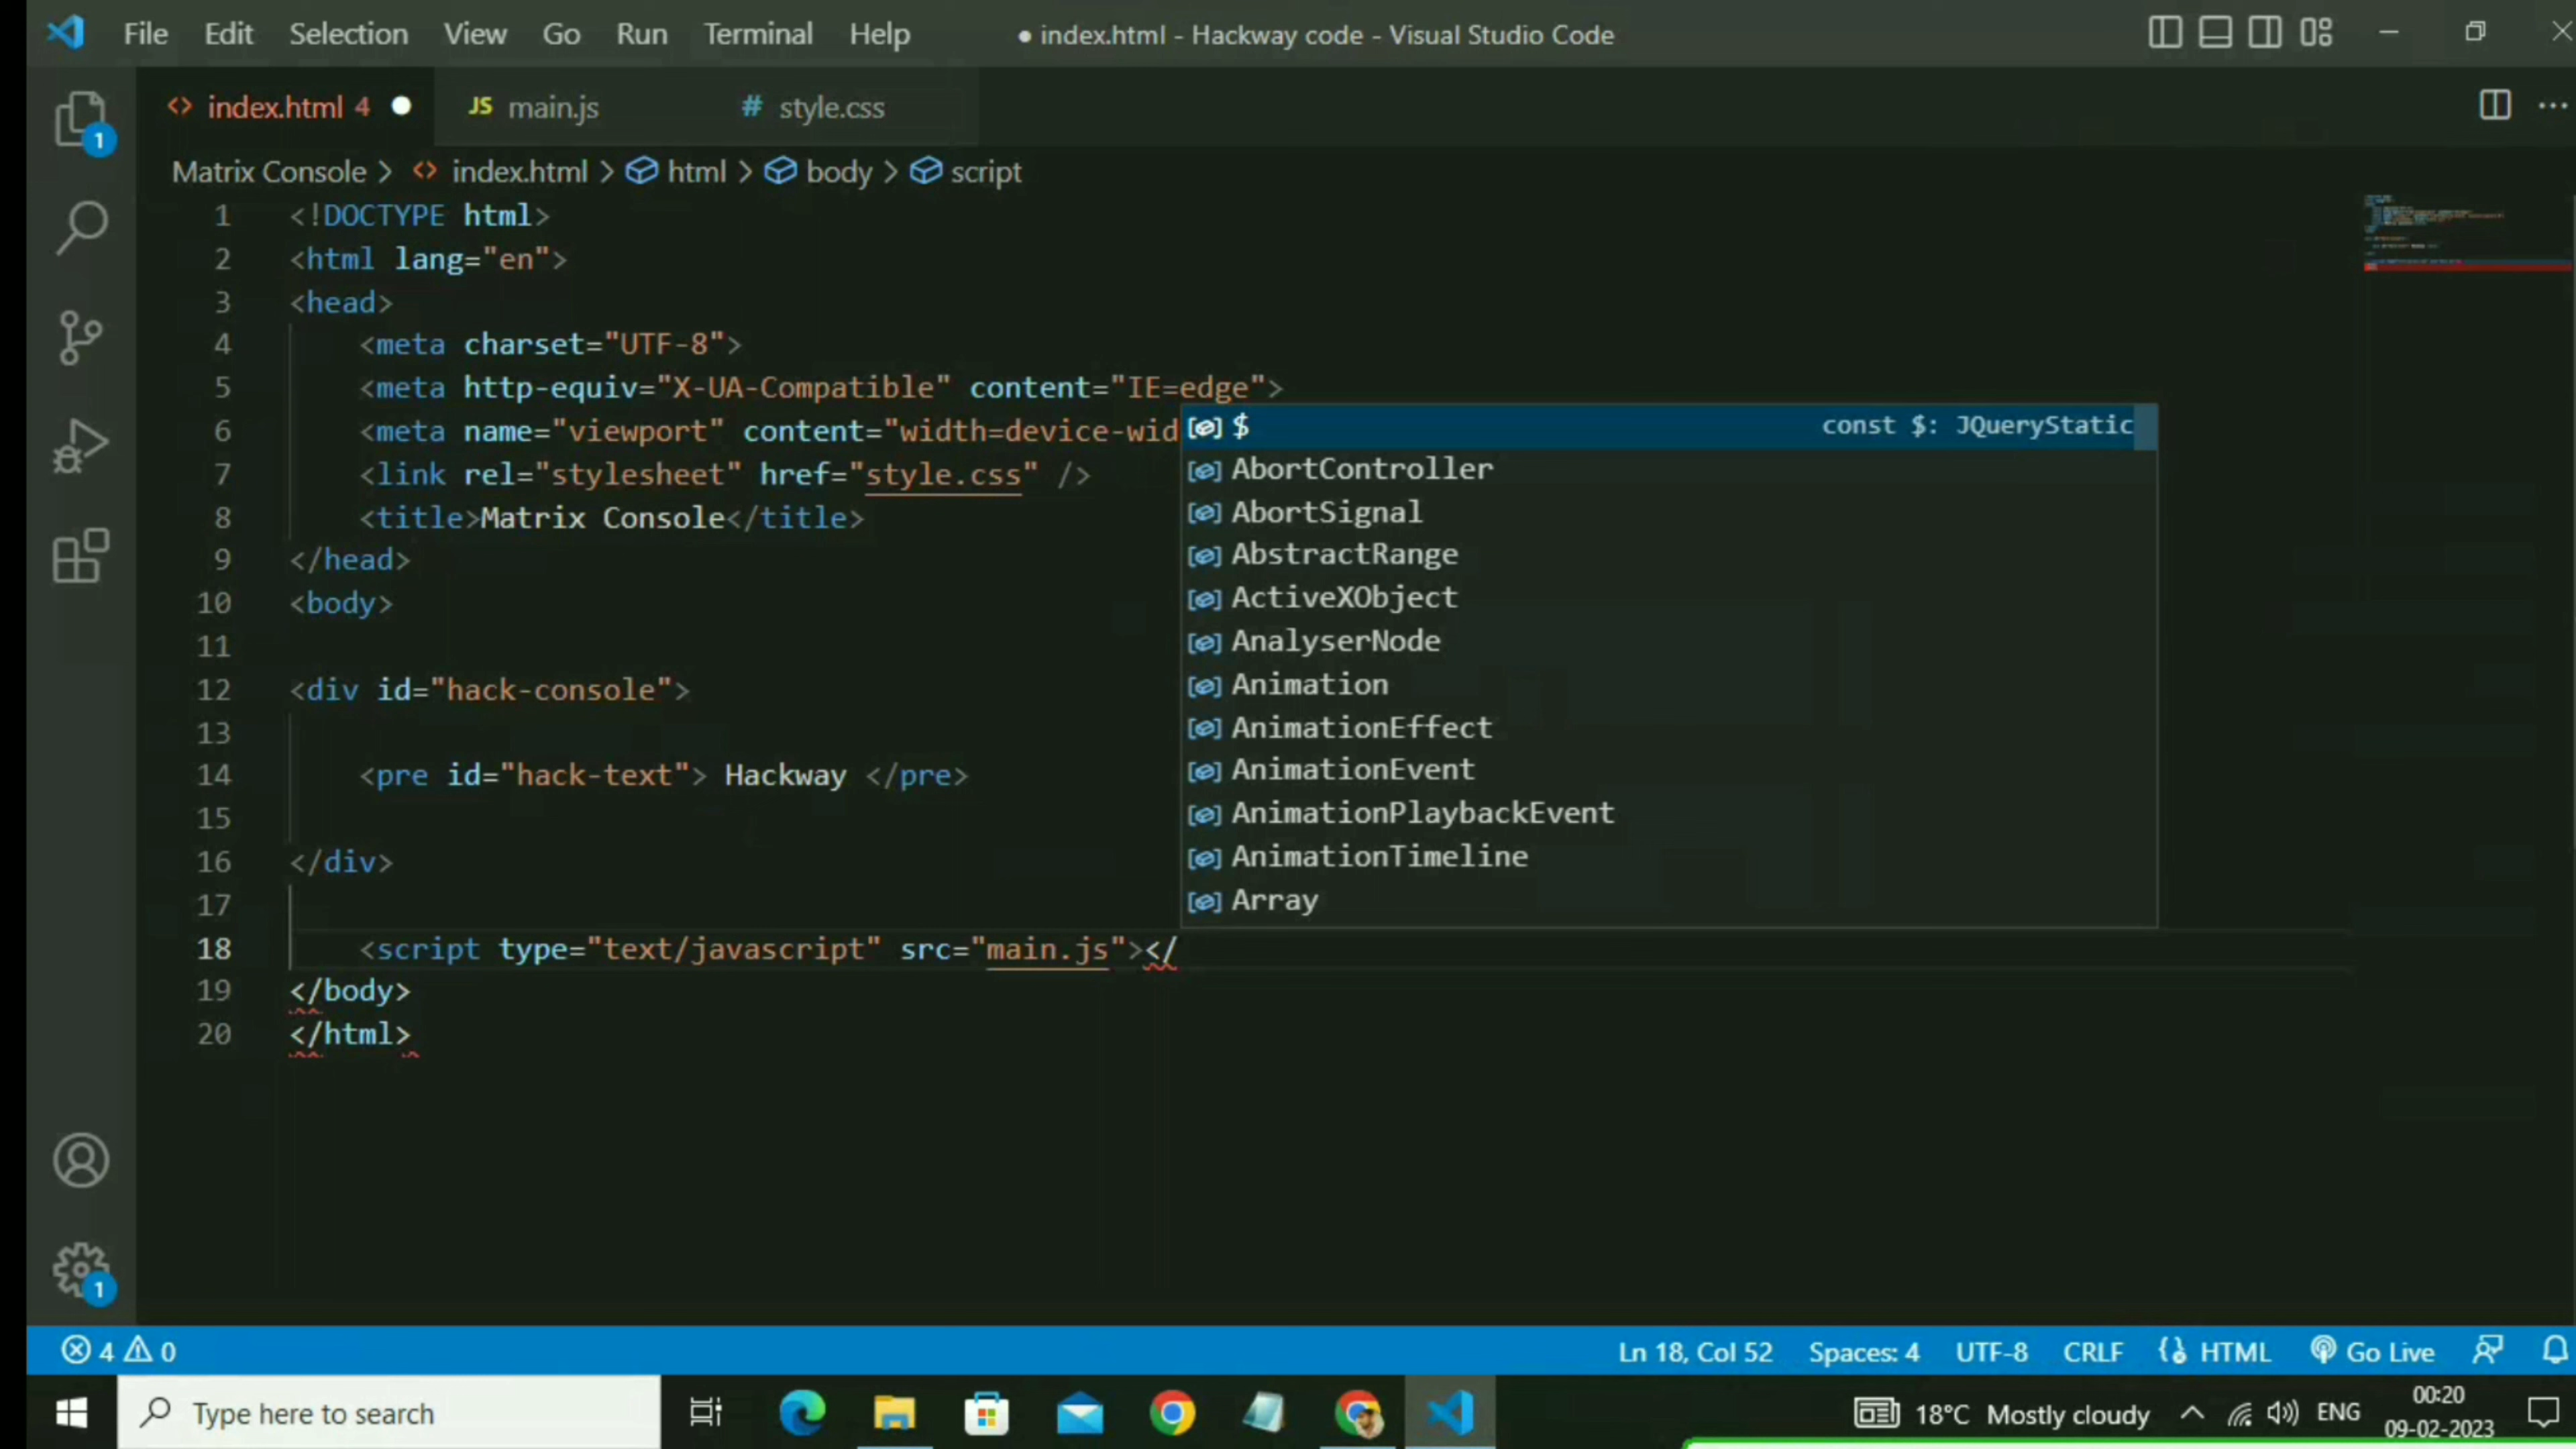 File Edit Selection View Go Run Terminal Help ● index.html - Hackway code - Visual Studio Code
index.html 4 ● JS main.js # style.css
1
Matrix Console > index.html > html > body > script
1 <!DOCTYPE html>
2 <html lang="en">
3 <head>
4 <meta charset="UTF-8">
5 <meta http-equiv="X-UA-Compatible" content="IE=edge">
6 <meta name="viewport" content="width=device-wid
7 <link rel="stylesheet" href="style.css" />
8 <title>Matrix Console</title>
9 </head>
10 <body>
11
12 <div id="hack-console">
13
14 <pre id="hack-text"> Hackway </pre>
15
16 </div>
17
18 <script type="text/javascript" src="main.js"></
19 </body>
20 </html>
$ const $: JQueryStatic
AbortController
AbortSignal
AbstractRange
ActiveXObject
AnalyserNode
Animation
AnimationEffect
AnimationEvent
AnimationPlaybackEvent
AnimationTimeline
Array
1
4 0 Ln 18, Col 52 Spaces: 4 UTF-8 CRLF HTML Go Live
Type here to search 18°C Mostly cloudy ENG 00:20
09-02-2023